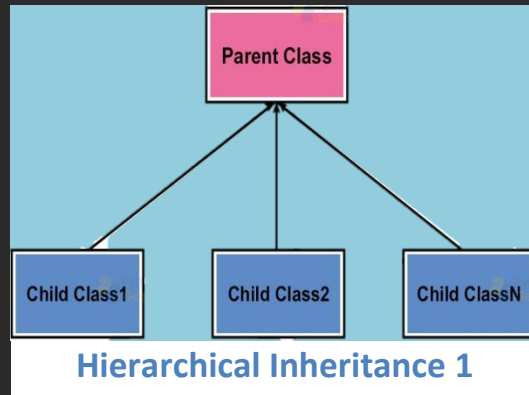 Parent Class
Child Class1
Child Class2
Child ClassN
Hierarchical Inheritance 1